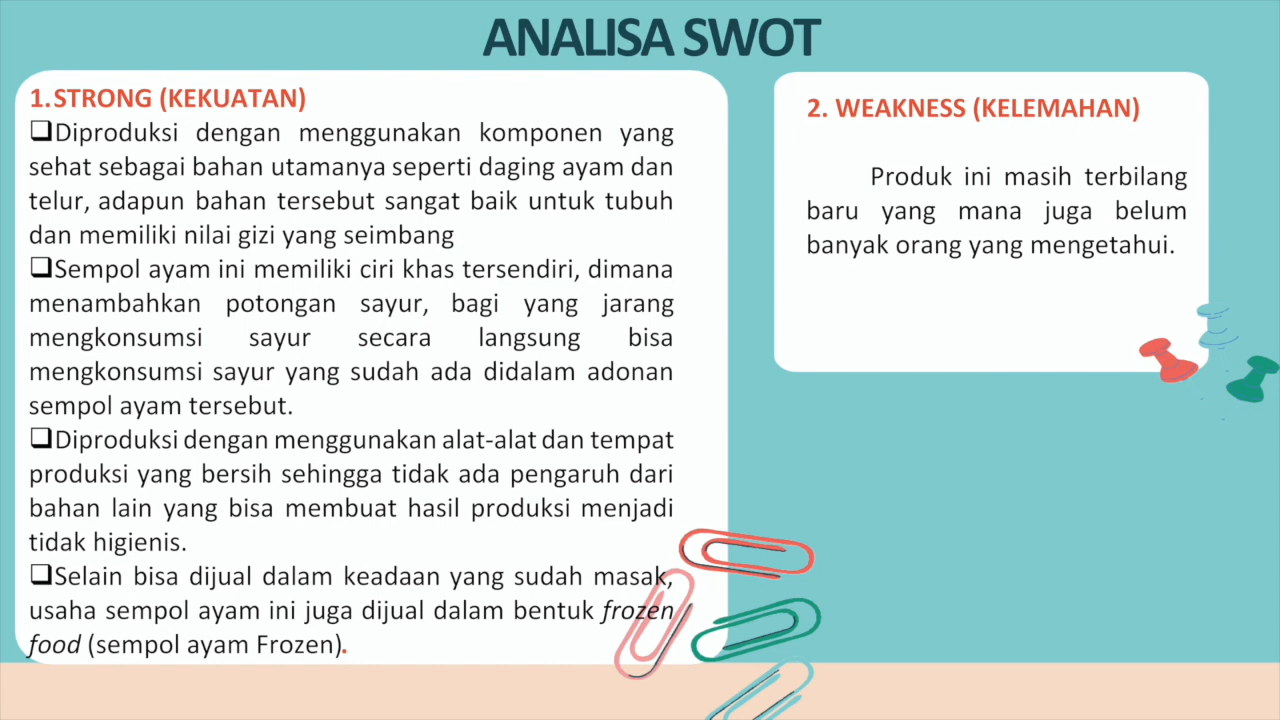 ANALISA SWOT
1.STRONG (KEKUATAN)
❑Diproduksi dengan menggunakan komponen yang
sehat sebagai bahan utamanya seperti daging ayam dan
telur, adapun bahan tersebut sangat baik untuk tubuh
dan memiliki nilai gizi yang seimbang
❑Sempol ayam ini memiliki ciri khas tersendiri, dimana
menambahkan potongan sayur, bagi yang jarang
mengkonsumsi sayur secara langsung bisa
mengkonsumsi sayur yang sudah ada didalam adonan
sempol ayam tersebut.
❑Diproduksi dengan menggunakan alat-alat dan tempat
produksi yang bersih sehingga tidak ada pengaruh dari
bahan lain yang bisa membuat hasil produksi menjadi
tidak higienis.
❑Selain bisa dijual dalam keadaan yang sudah masak,
usaha sempol ayam ini juga dijual dalam bentuk frozen
food (sempol ayam Frozen).
2. WEAKNESS (KELEMAHAN)
Produk ini masih terbilang
baru yang mana juga belum
banyak orang yang mengetahui.